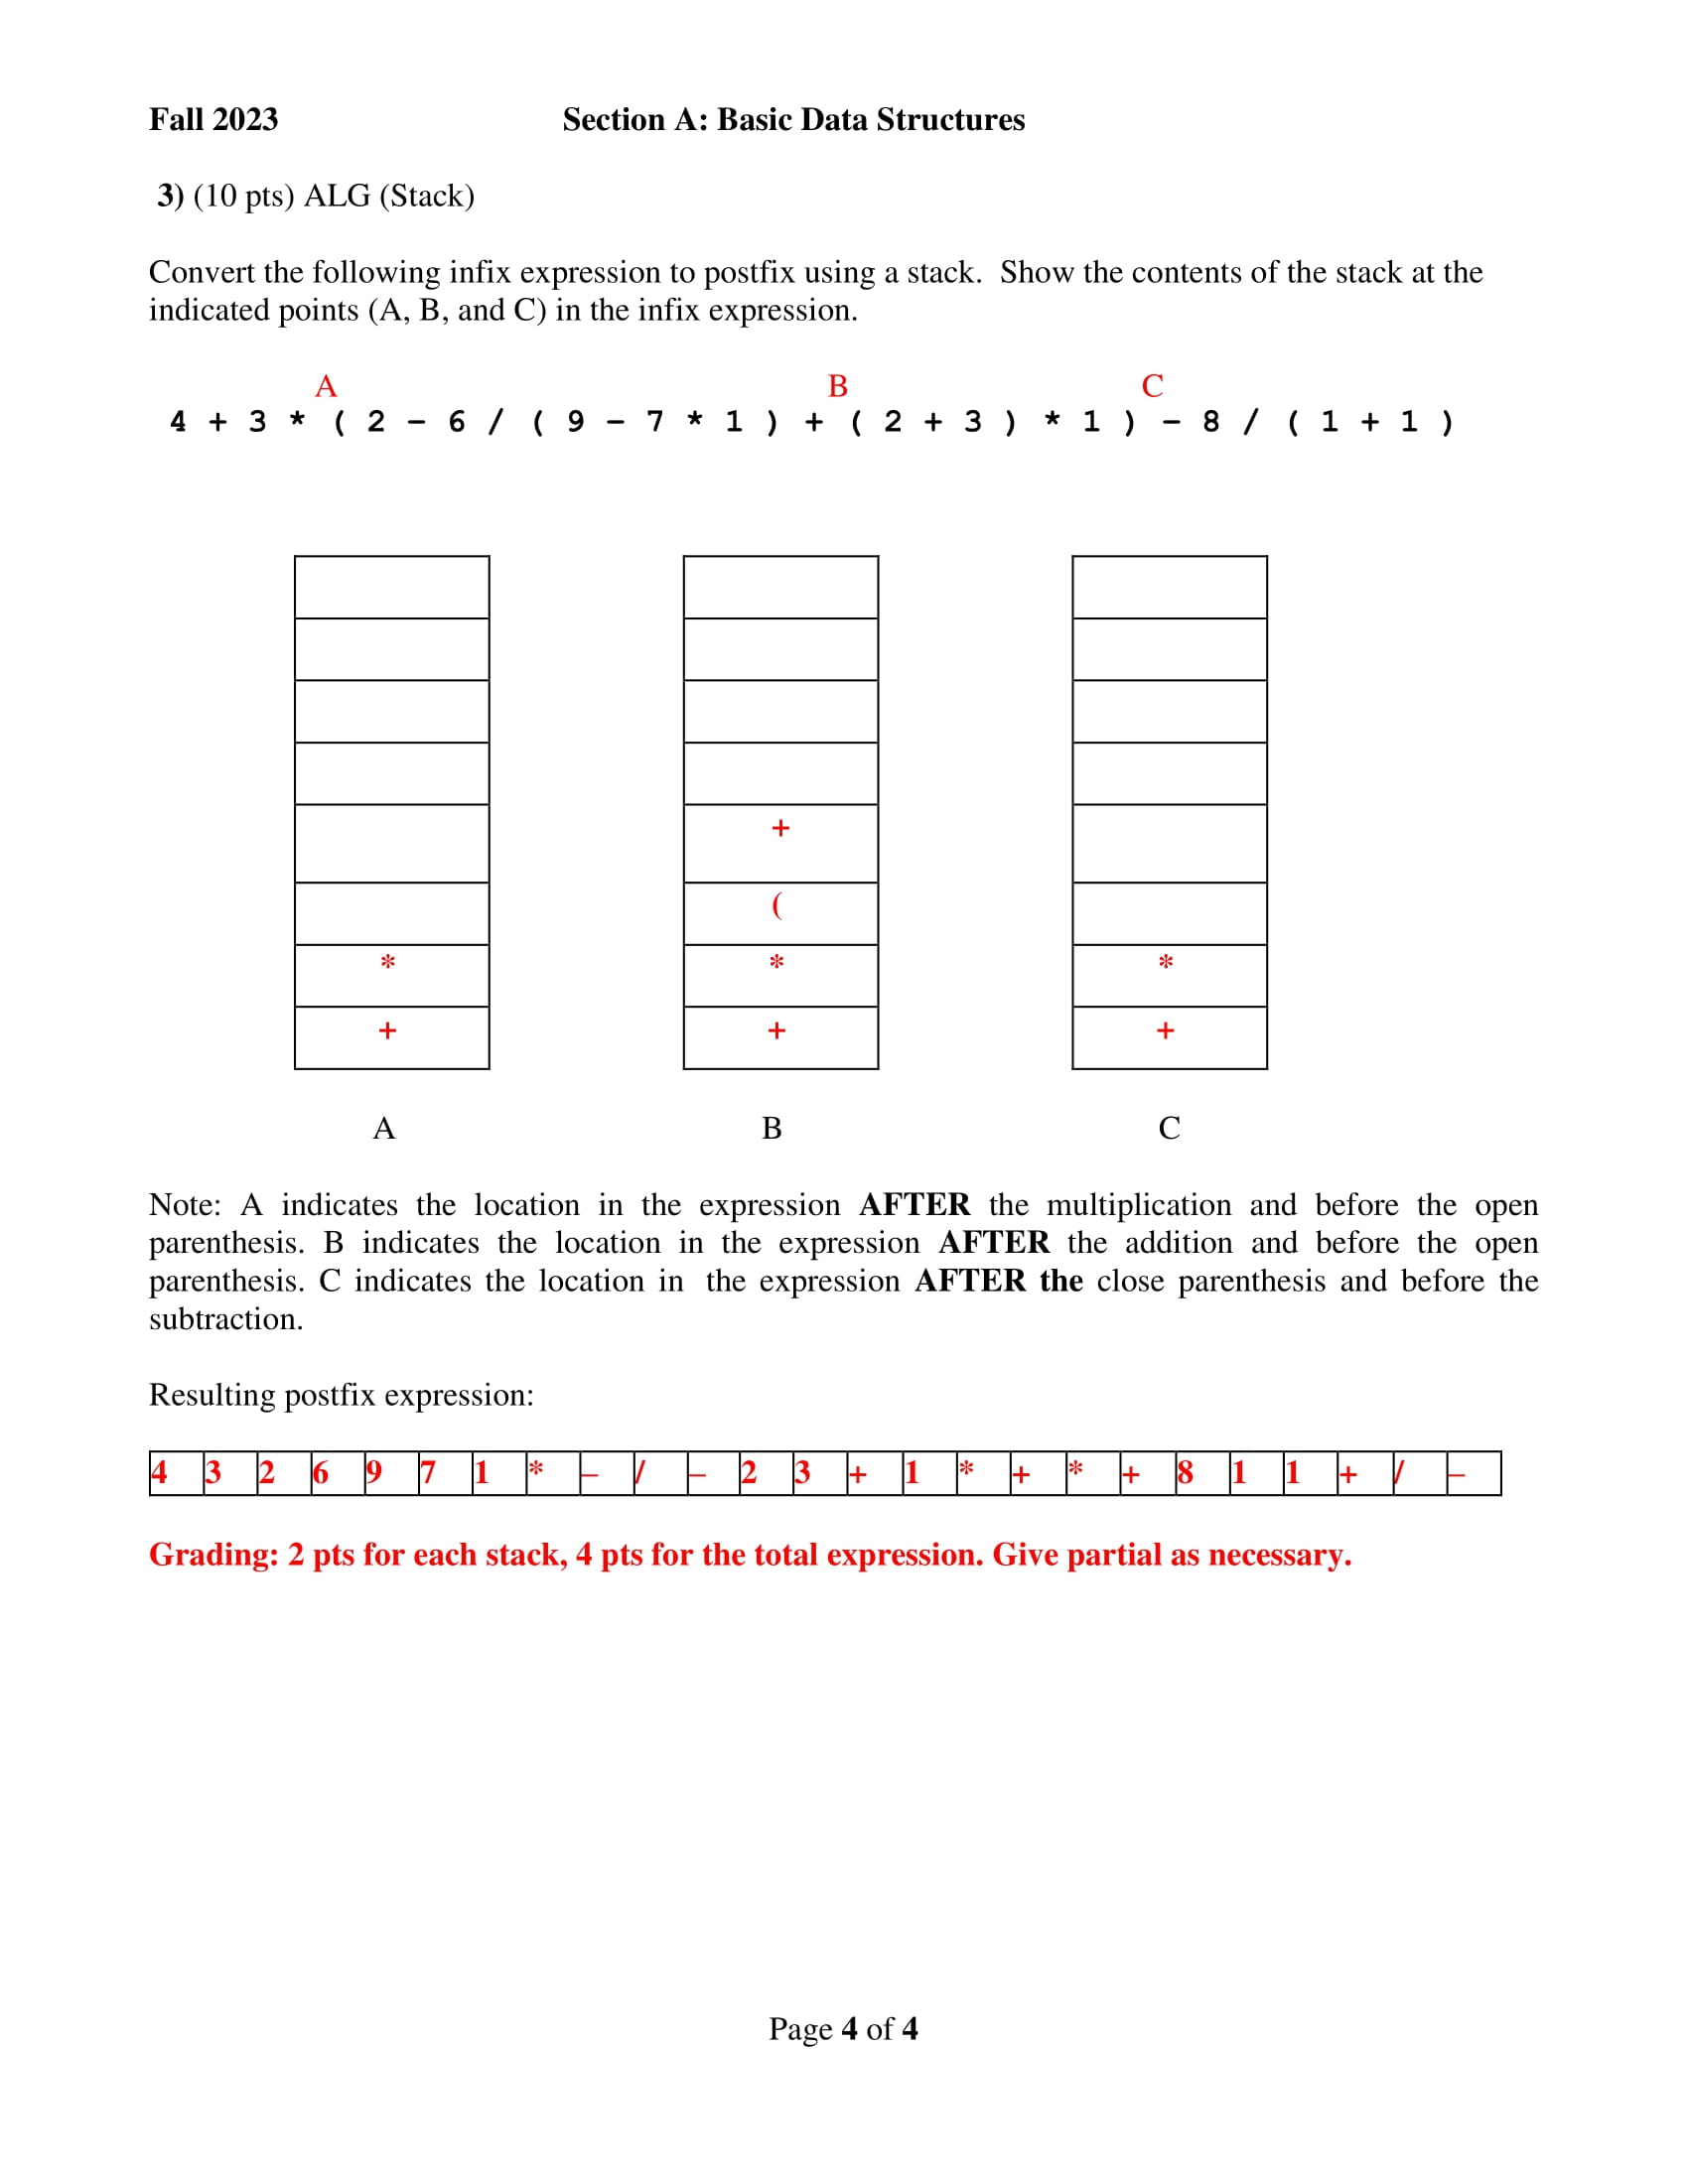 Fall 2023 Section A: Basic Data Structures
3) (10 pts) ALG (Stack)
Convert the following infix expression to postfix using a stack. Show the contents of the stack at the
indicated points (A, B, and C) in the infix expression.
A B C
4 + 3 * ( 2 – 6 / ( 9 – 7 * 1 ) + ( 2 + 3 ) * 1 ) – 8 / ( 1 + 1 )
+
(
* * *
+ + +
A B C
Note: A indicates the location in the expression AFTER the multiplication and before the open
parenthesis. B indicates the location in the expression AFTER the addition and before the open
parenthesis. C indicates the location in the expression AFTER the close parenthesis and before the
subtraction.
Resulting postfix expression:
4 3 2 6 9 7 1 * – / – 2 3 + 1 * + * + 8 1 1 + / –
Grading: 2 pts for each stack, 4 pts for the total expression. Give partial as necessary.
Page 4 of 4